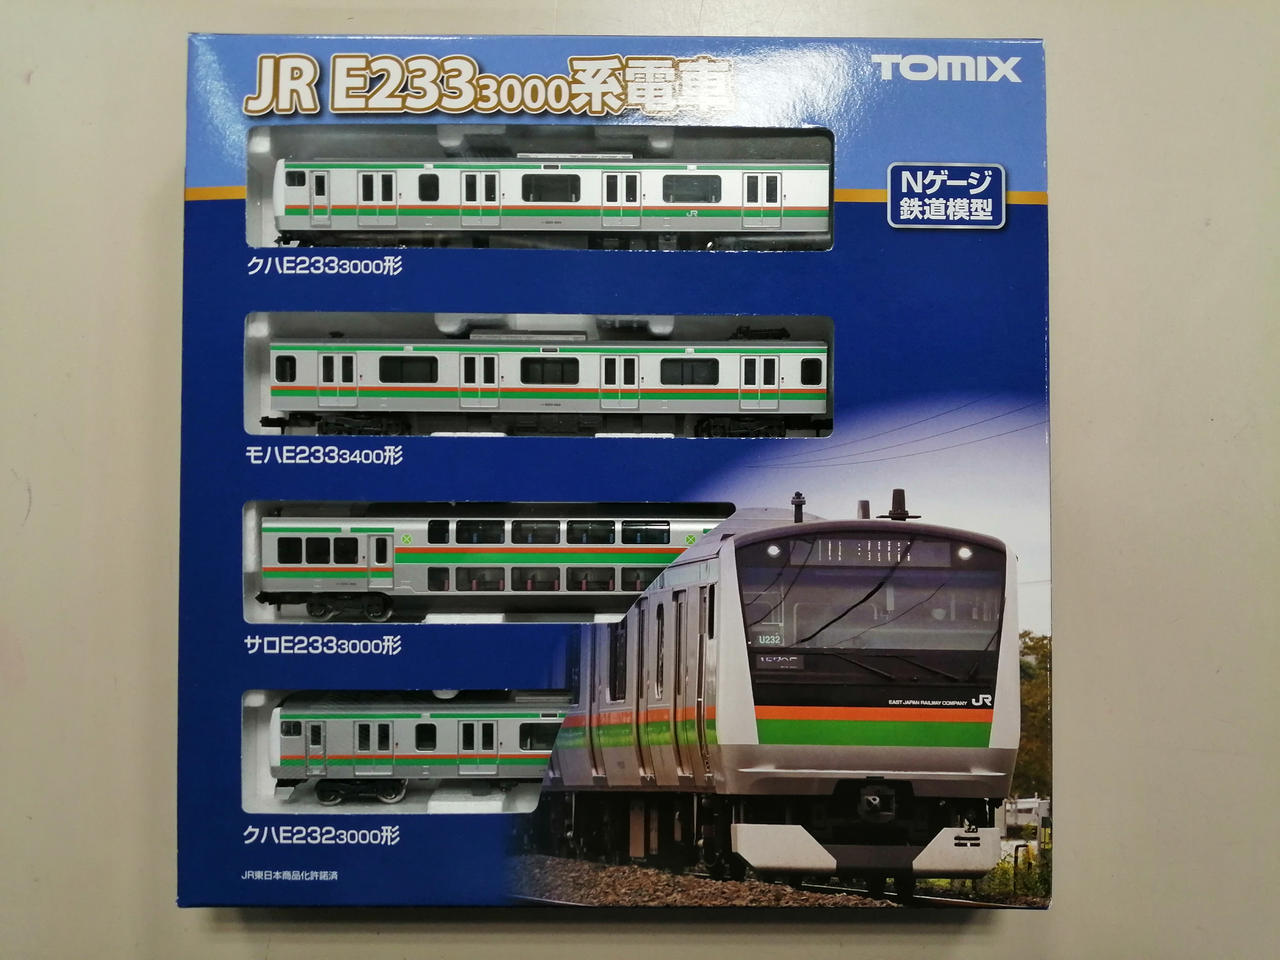 JR E233 3000系電車
TOMIX
Nゲージ
鉄道模型
JR
クハE233 3000形
モハE233 3400形
サロE233 3000形
クハE232 3000形
U232
EAST JAPAN RAILWAY COMPANY JR
JR東日本商品化許諾済